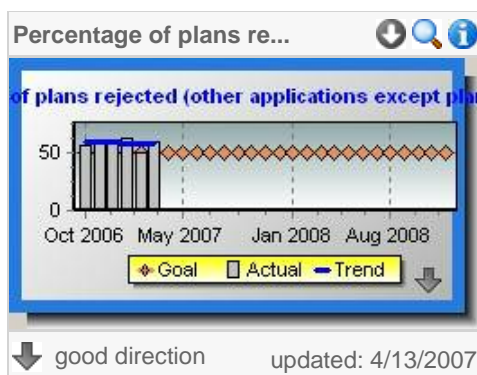 Percentage of plans re...
of plans rejected (other applications except
50
0
Oct 2006 May 2007 Jan 2008 Aug 2008
Goal Actual Trend
good direction updated: 4/13/2007